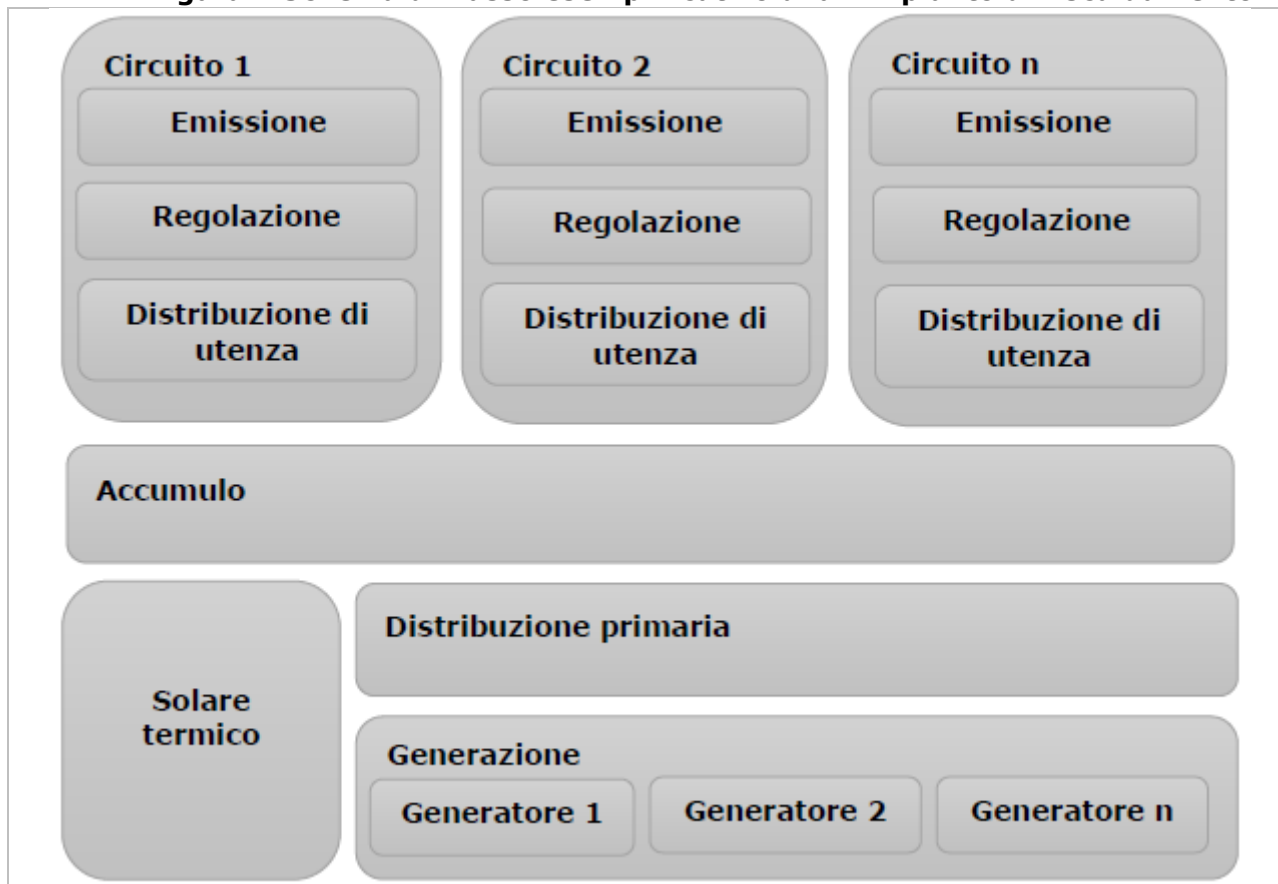 Circuito 1
Emissione
Regolazione
Distribuzione di
utenza
Circuito 2
Emissione
Regolazione
Distribuzione di
utenza
Circuito n
Emissione
Regolazione
Distribuzione di
utenza
Accumulo
Solare
termico
Distribuzione primaria
Generazione
Generatore 1
Generatore 2
Generatore n